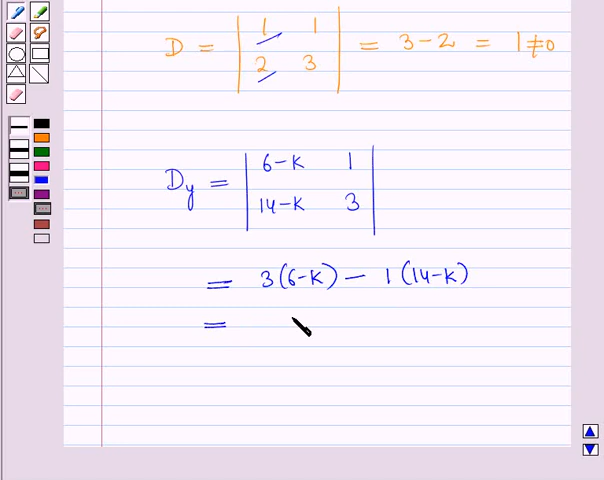 D = | 1 1 | = 3-2 = 1≠0
| 2 3 |
Dy = | 6-K 1 |
| 14-K 3 |
= 3(6-K) - 1(14-K)
=